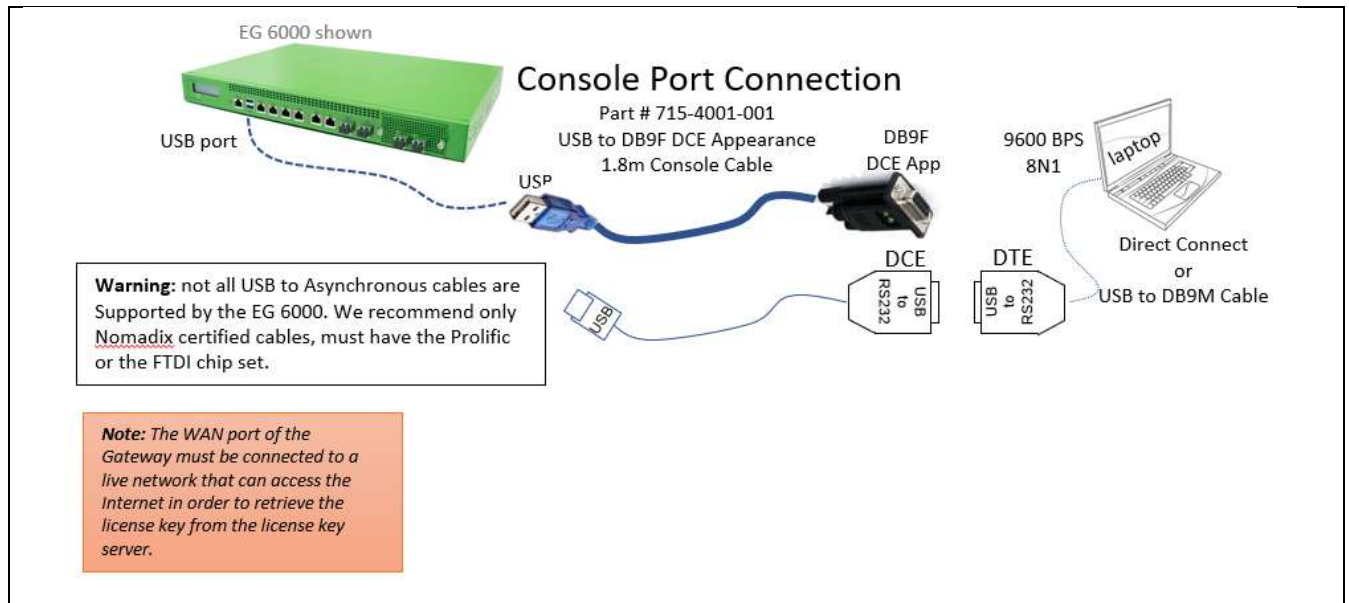 EG 6000 shown
Console Port Connection
Part # 715-4001-001
USB to DB9F DCE Appearance
1.8m Console Cable
USB port
USB
DB9F
DCE App
9600 BPS
8N1
laptop
Direct Connect
or
USB to DB9M Cable
DCE
DTE
USB
USB
to
RS232
USB
to
RS232
Warning: not all USB to Asynchronous cables are
Supported by the EG 6000. We recommend only
Nomadix certified cables, must have the Prolific
or the FTDI chip set.
Note: The WAN port of the
Gateway must be connected to a
live network that can access the
Internet in order to retrieve the
license key from the license key
server.